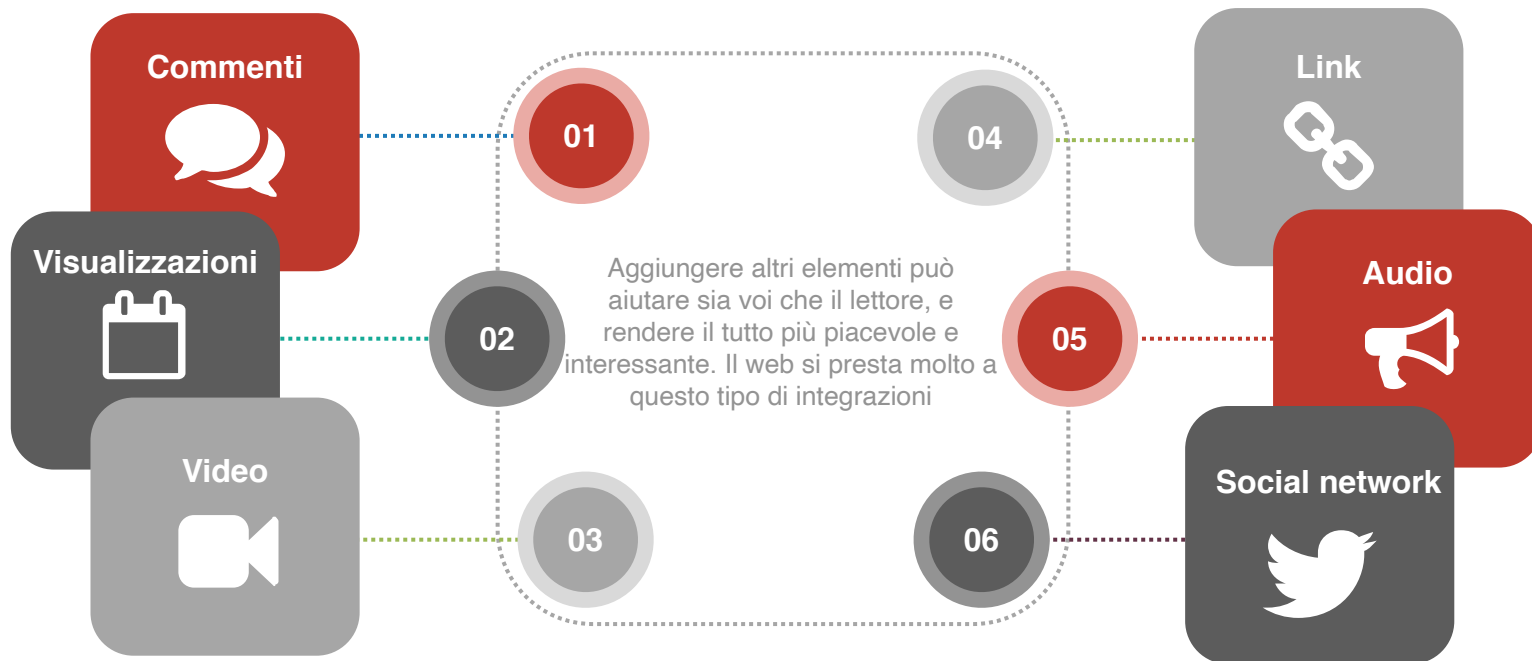 Commenti
01
Visualizzazioni
02
Video
03
Aggiungere altri elementi può
aiutare sia voi che il lettore, e
rendere il tutto più piacevole e
interessante. Il web si presta molto a
questo tipo di integrazioni
04
Link
05
Audio
06
Social network